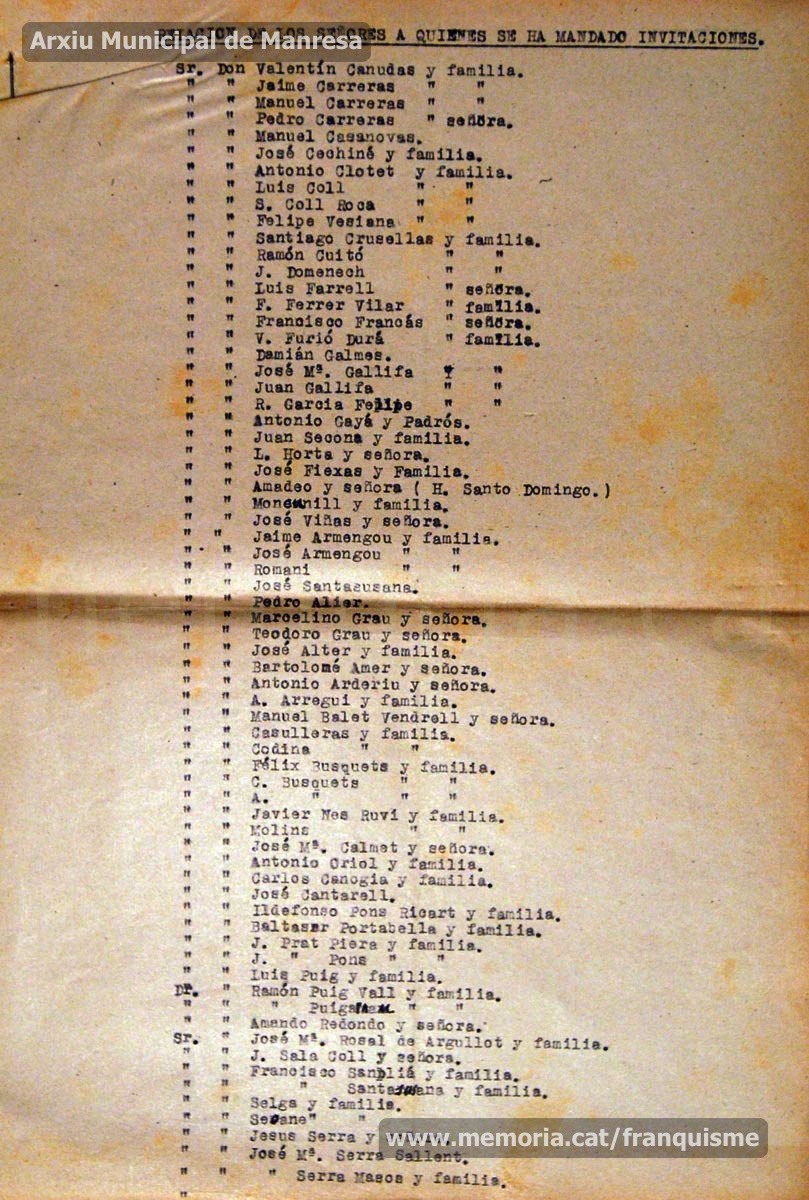 RELACION DE LOS SEÑORES A QUIENES SE HA MANDADO INVITACIONES.
Arxiu Municipal de Manresa
Sr. Don Valentín Canudas y familia.
" " Jaime Carreras " "
" " Manuel Carreras " "
" " Pedro Carreras " señora.
" " Manuel Casanovas.
" " José Cechiné y familia.
" " Antonio Clotet y familia.
" " Luis Coll " "
" " S. Coll Roca " "
" " Felipe Vesiana " "
" " Santiago Crusellas y familia.
" " Ramón Cuitó " "
" " J. Domenech " "
" " Luis Farrell " señora.
" " F. Ferrer Vilar " familia.
" " Francisco Francás " señora.
" " V. Furió Durá " familia.
" " Damián Galmes.
" " José Mª. Gallifa " "
" " Juan Gallifa " "
" " R. Garcia Felipe " "
" " Antonio Gayá y Padrós.
" " Juan Secona y familia.
" " L. Horta y señora.
" " José Fiexas y Familia.
" " Amadeo y señora ( H. Santo Domingo.)
" " Monsunill y familia.
" " José Viñas y señora.
" " Jaime Armengou y familia.
" " José Armengou " "
" " Romani " "
" " José Santasusana.
" " Pedro Alier.
" " Marcelino Grau y señora.
" " Teodoro Grau y señora.
" " José Alter y familia.
" " Bartolomé Amer y señora.
" " Antonio Arderiu y señora.
" " A. Arregui y familia.
" " Manuel Balet Vendrell y señora.
" " Casulleras y familia.
" " Codina " "
" " Félix Busquets y familia.
" " C. Busquets " "
" " A. " " "
" " Javier Nes Ruvi y familia.
" " Molins " "
" " José Mª. Calmet y señora.
" " Antonio Oriol y familia.
" " Carlos Canogia y familia.
" " José Cantarell.
" " Ildefonso Pons Ricart y familia.
" " Baltasar Portabella y familia.
" " J. Prat Piera y familia.
" " J. " Pons " "
" " Luis Puig y familia.
Dr. " Ramón Puig Vall y familia.
" " " " "
" " Amando Redondo y señora.
Sr. " José Mª. Rosal de Argullot y familia.
" " J. Sala Coll y señora.
" " Francisco Sanpliá y familia.
" " " Santasusana y familia.
" " Selga y familia.
" " Seoane" "
" " Jesus Serra y
" " José Mª. Serra Sallent.
" " " Serra Masos y familia.
"
www.memoria.cat/franquisme